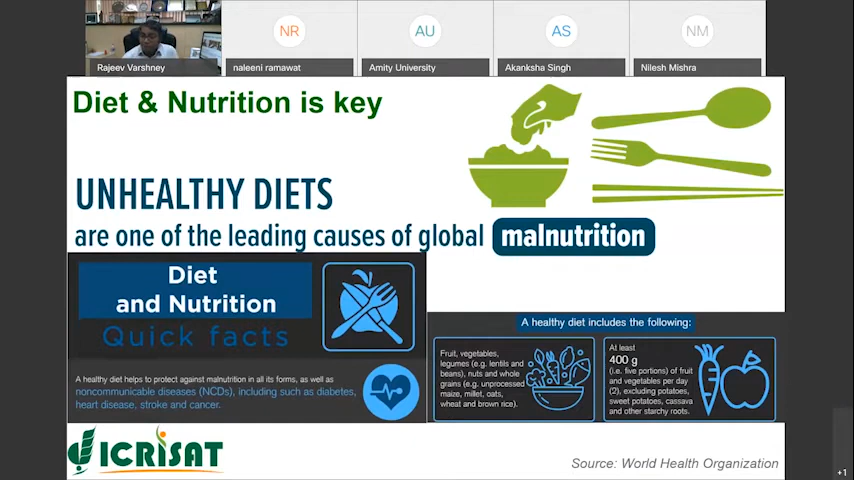 NR
AU
AS
NM
Rajeev Varshney
naleeni ramawat
Amity University
Akanksha Singh
Nilesh Mishra
Diet & Nutrition is key
UNHEALTHY DIETS
are one of the leading causes of global malnutrition
Diet
and Nutrition
Quick facts
A healthy diet helps to protect against malnutrition in all its forms, as well as
noncommunicable diseases (NCDs), including such as diabetes,
heart disease, stroke and cancer.
A healthy diet includes the following:
Fruit, vegetables,
legumes (e.g. lentils and
beans), nuts and whole
grains (e.g. unprocessed
maize, millet, oats,
wheat and brown rice).
At least
400 g
(i.e. five portions) of fruit
and vegetables per day
(2), excluding potatoes,
sweet potatoes, cassava
and other starchy roots.
ICRISAT
Source: World Health Organization
+1